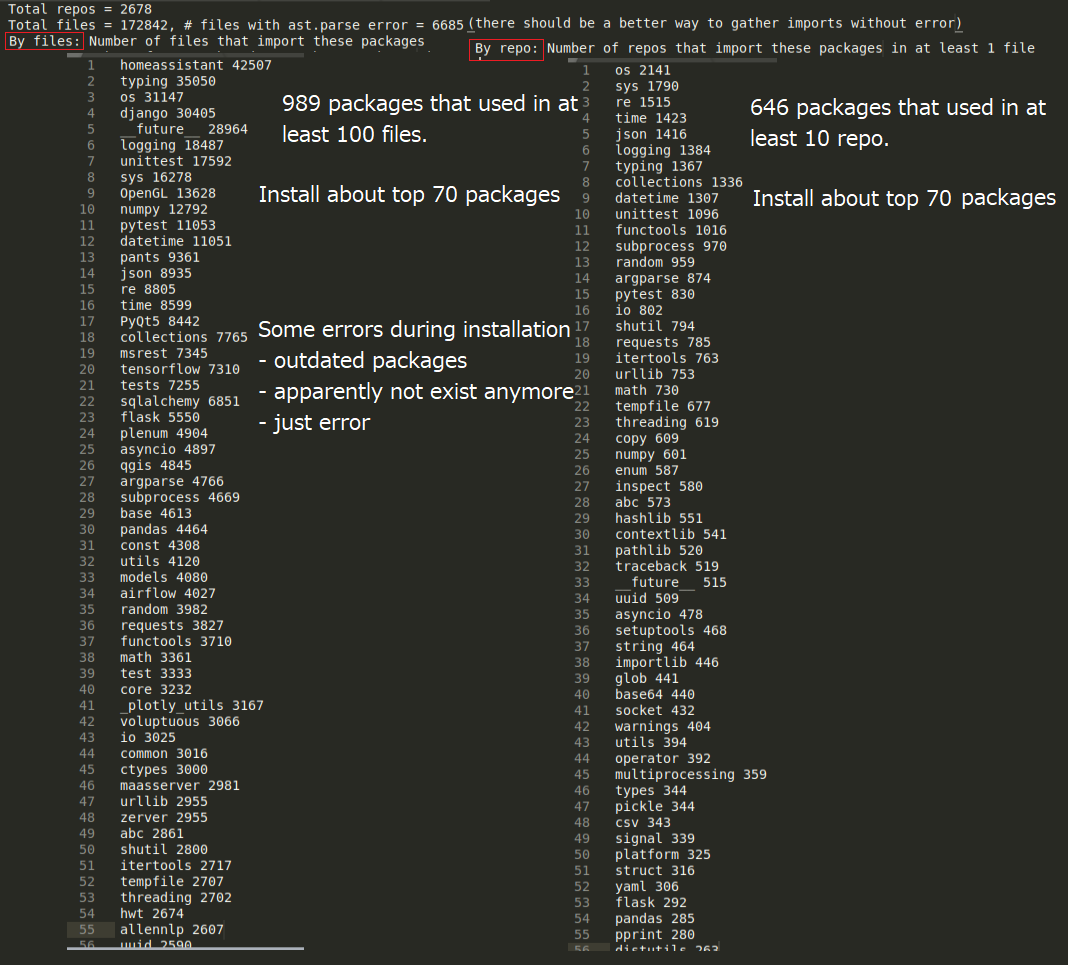 Total repos = 2678
Total files = 172842, # files with ast.parse error = 6685 (there should be a better way to gather imports without error)
By files: Number of files that import these packages
1 homeassistant 42507
2 typing 35050
3 os 31147
4 django 30405
5 __future__ 28964
6 logging 18487
7 unittest 17592
8 sys 16278
9 OpenGL 13628
10 numpy 12792
11 pytest 11053
12 datetime 11051
13 pants 9361
14 json 8935
15 re 8805
16 time 8599
17 PyQt5 8442
18 collections 7765
19 msrest 7345
20 tensorflow 7310
21 tests 7255
22 sqlalchemy 6851
23 flask 5550
24 plenum 4904
25 asyncio 4897
26 qgis 4845
27 argparse 4766
28 subprocess 4669
29 base 4613
30 pandas 4464
31 const 4308
32 utils 4120
33 models 4080
34 airflow 4027
35 random 3982
36 requests 3827
37 functools 3710
38 math 3361
39 test 3333
40 core 3232
41 _plotly_utils 3167
42 voluptuous 3066
43 io 3025
44 common 3016
45 ctypes 3000
46 maasserver 2981
47 urllib 2955
48 zerver 2955
49 abc 2861
50 shutil 2800
51 itertools 2717
52 tempfile 2707
53 threading 2702
54 hwt 2674
55 allennlp 2607
56 uuid 2590
989 packages that used in at
least 100 files.
Install about top 70 packages
Some errors during installation
- outdated packages
- apparently not exist anymore
- just error
By repo: Number of repos that import these packages in at least 1 file
1 os 2141
2 sys 1790
3 re 1515
4 time 1423
5 json 1416
6 logging 1384
7 typing 1367
8 collections 1336
9 datetime 1307
10 unittest 1096
11 functools 1016
12 subprocess 970
13 random 959
14 argparse 874
15 pytest 830
16 io 802
17 shutil 794
18 requests 785
19 itertools 763
20 urllib 753
21 math 730
22 tempfile 677
23 threading 619
24 copy 609
25 numpy 601
26 enum 587
27 inspect 580
28 abc 573
29 hashlib 551
30 contextlib 541
31 pathlib 520
32 traceback 519
33 __future__ 515
34 uuid 509
35 asyncio 478
36 setuptools 468
37 string 464
38 importlib 446
39 glob 441
40 base64 440
41 socket 432
42 warnings 404
43 utils 394
44 operator 392
45 multiprocessing 359
46 types 344
47 pickle 344
48 csv 343
49 signal 339
50 platform 325
51 struct 316
52 yaml 306
53 flask 292
54 pandas 285
55 pprint 280
56 distutils 263
646 packages that used in at
least 10 repo.
Install about top 70 packages